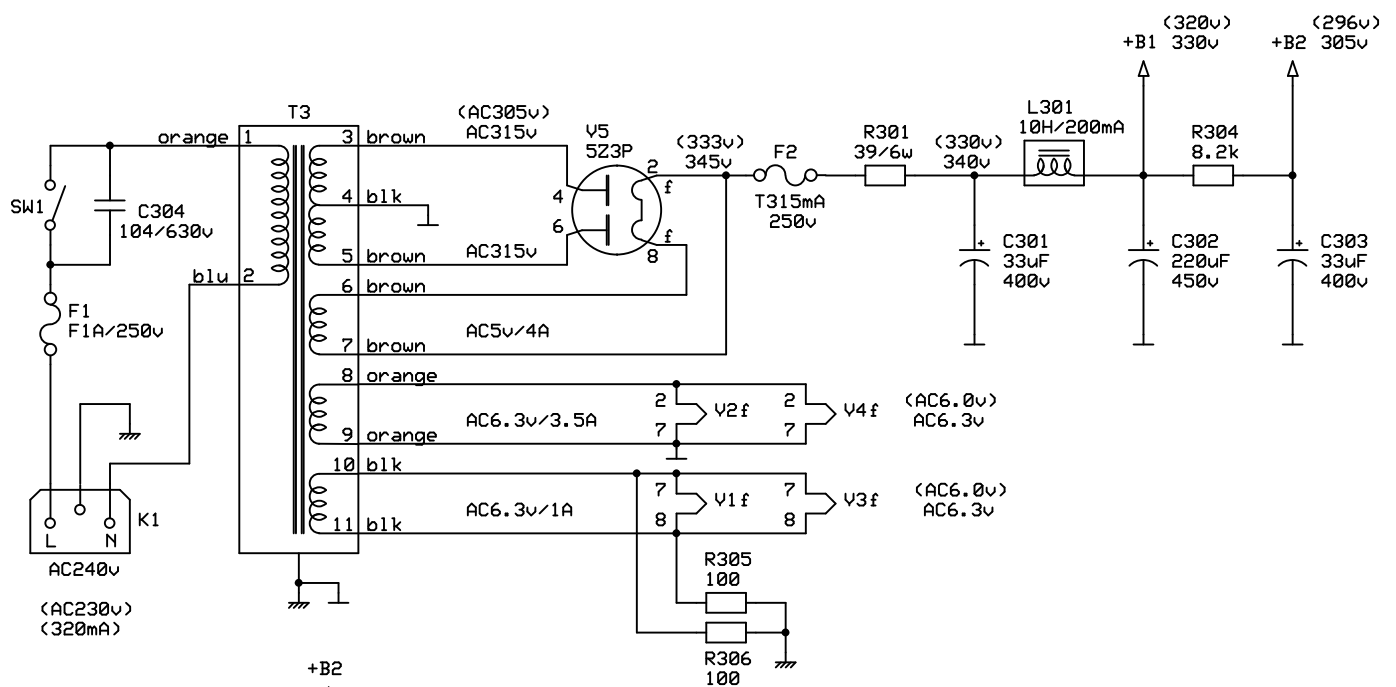 (320v)
+B1 330v
(296v)
+B2 305v
T3
orange 1
3 brown
(AC305v)
AC315v
V5
5Z3P
4
6
2
f
f
8
(333v)
345v
F2
T315mA
250v
R301
39/6w
(330v)
340v
L301
10H/200mA
R304
8.2k
SW1
C304
104/630v
4 blk
5 brown
AC315v
blu 2
6 brown
C301
33uF
400v
C302
220uF
450v
C303
33uF
400v
F1
F1A/250v
AC5v/4A
7 brown
8 orange
AC6.3v/3.5A
2
7
V2f
2
7
V4f
(AC6.0v)
AC6.3v
9 orange
10 blk
AC6.3v/1A
7
8
V1f
7
8
V3f
(AC6.0v)
AC6.3v
11 blk
K1
L
N
AC240v
(AC230v)
(320mA)
R305
100
R306
100
+B2